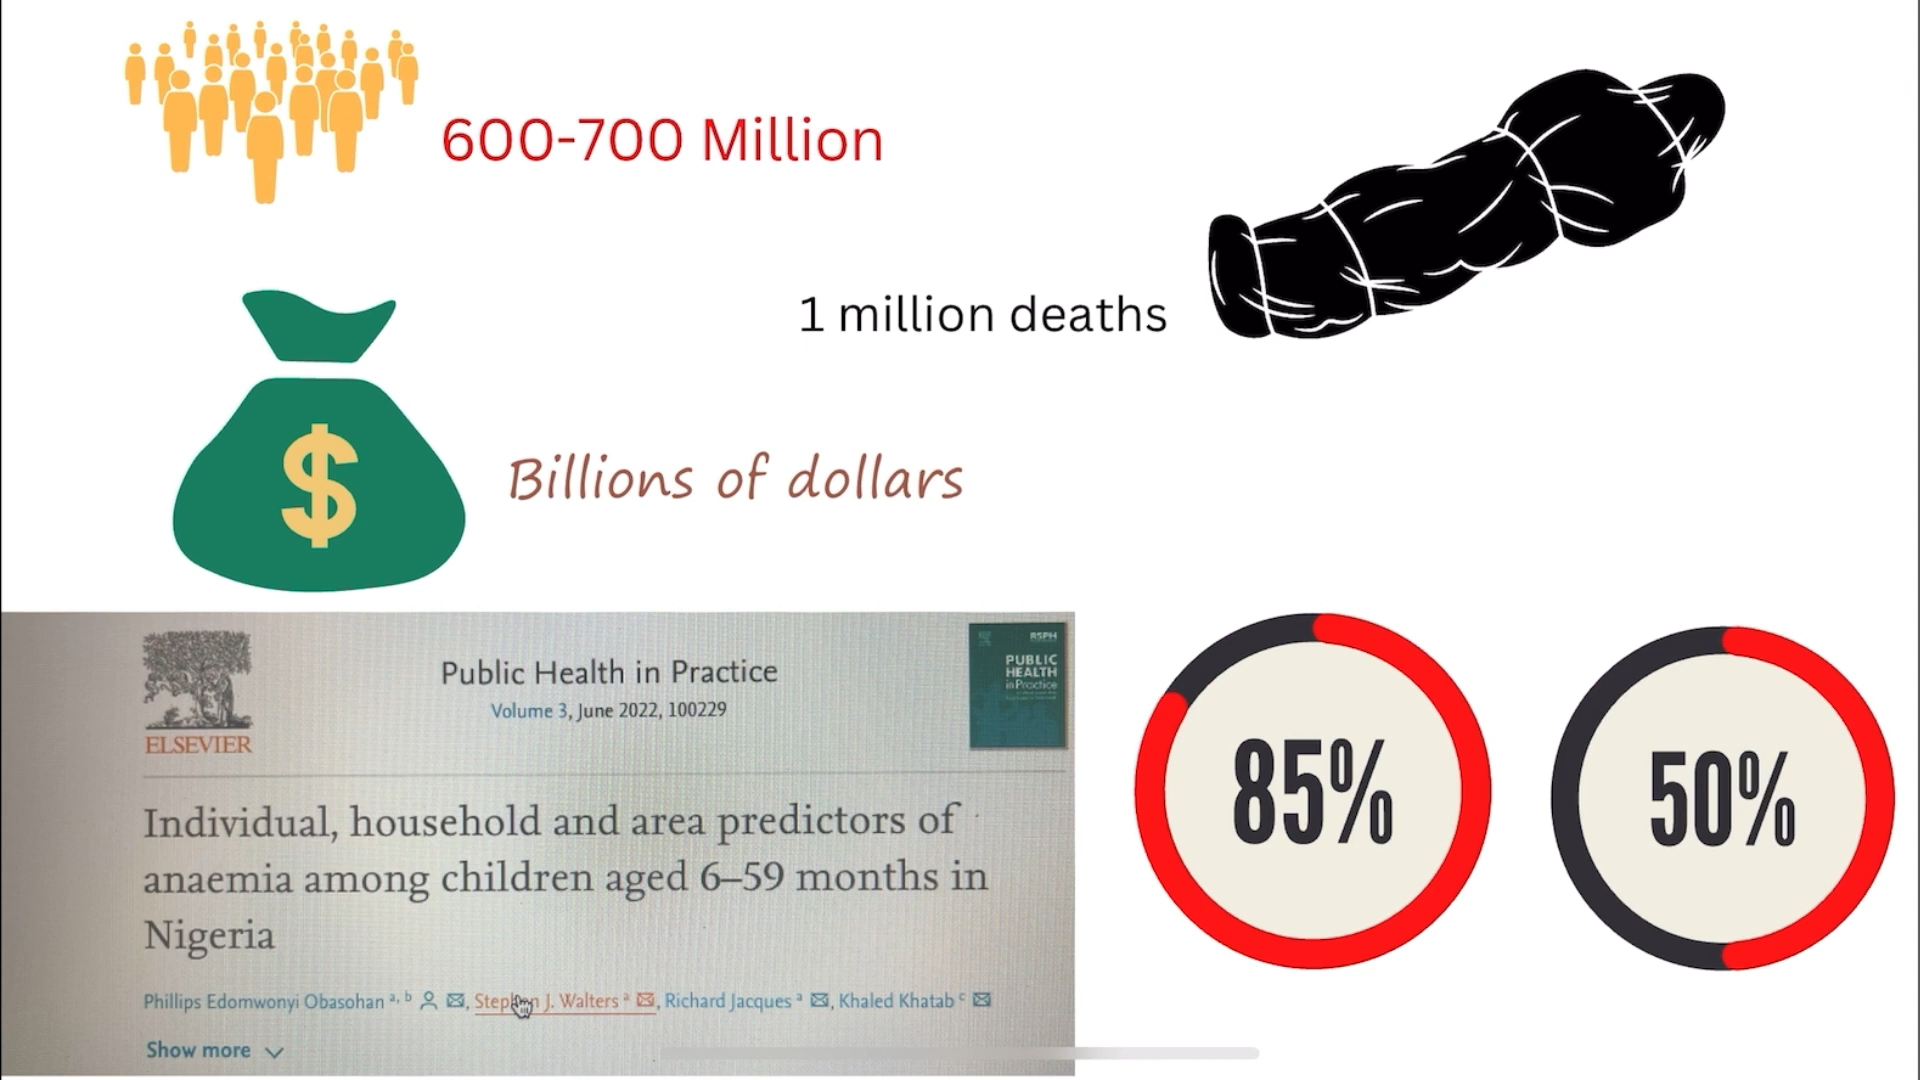 600-700 Million
1 million deaths
$
Billions of dollars
ELSEVIER
Public Health in Practice
Volume 3, June 2022, 100229
RSPH
PUBLIC
HEALTH
in Practice
Individual, household and area predictors of
anaemia among children aged 6–59 months in
Nigeria
Phillips Edomwonyi Obasohan a, b, Stephen J. Walters a, Richard Jacques a, Khaled Khatab c
Show more
85%
50%